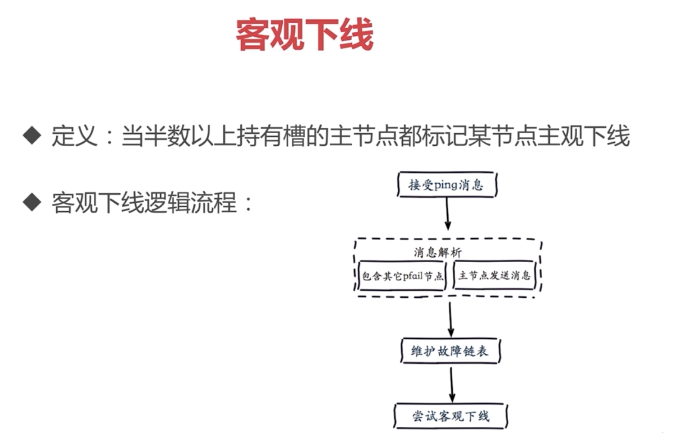 客观下线
定义：当半数以上持有槽的主节点都标记某节点主观下线
客观下线逻辑流程：
接受ping消息
消息解析
包含其它pfail节点
主节点发送消息
维护故障链表
尝试客观下线